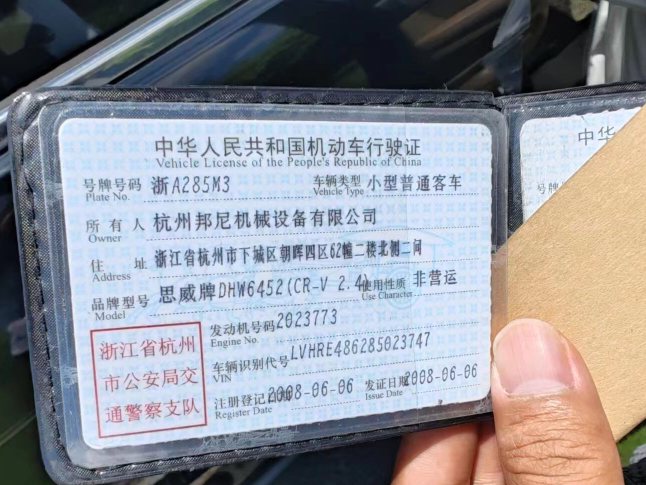 中华人民共和国机动车行驶证
Vehicle License of the People's Republic of China
号牌号码 浙A285M3 车辆类型 小型普通客车
Plate No. Vehicle Type
所有人 杭州邦尼机械设备有限公司
Owner
住址 浙江省杭州市下城区朝晖四区62幢二楼北侧二间
Address
品牌型号 思威牌DHW6452(CR-V 2.4) 使用性质 非营运
Model Use Character
发动机号码 2023773
Engine No.
车辆识别代号 LVHRE486285023747
VIN
注册登记日期 2008-06-06 发证日期 2008-06-06
Register Date Issue Date
浙江省杭州
市公安局交
通警察支队
中华
号牌